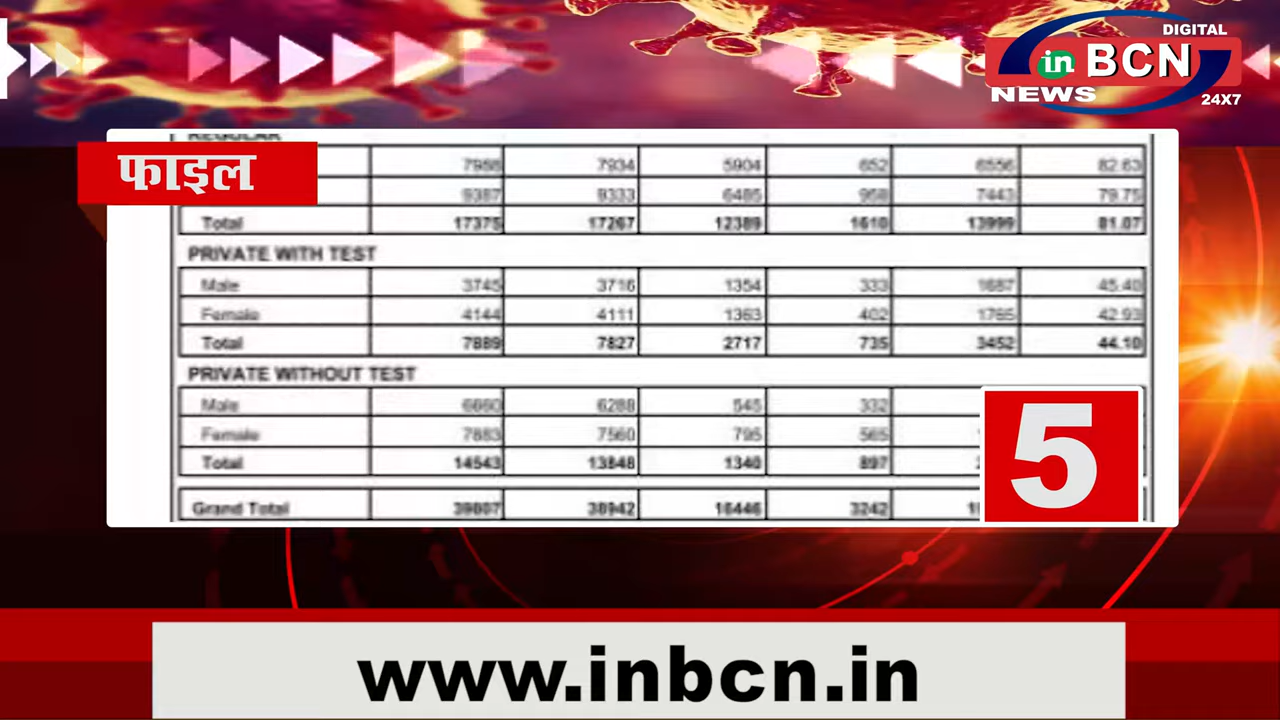 DIGITAL
in BCN
NEWS
24X7
फाइल
REGULAR
7934 5904 652 6556 82.63
9387 9333 6485 958 7443 79.75
Total 17375 17267 12389 1610 13999 81.07
PRIVATE WITH TEST
Male 3745 3716 1354 333 1687 45.40
Female 4144 4111 1363 402 1765 42.93
Total 7889 7827 2717 735 3452 44.10
PRIVATE WITHOUT TEST
Male 6660 6288 545 332
Female 7883 7560 795 565
Total 14543 13848 1340 897
Grand Total 39807 38942 16446 3242
5
www.inbcn.in